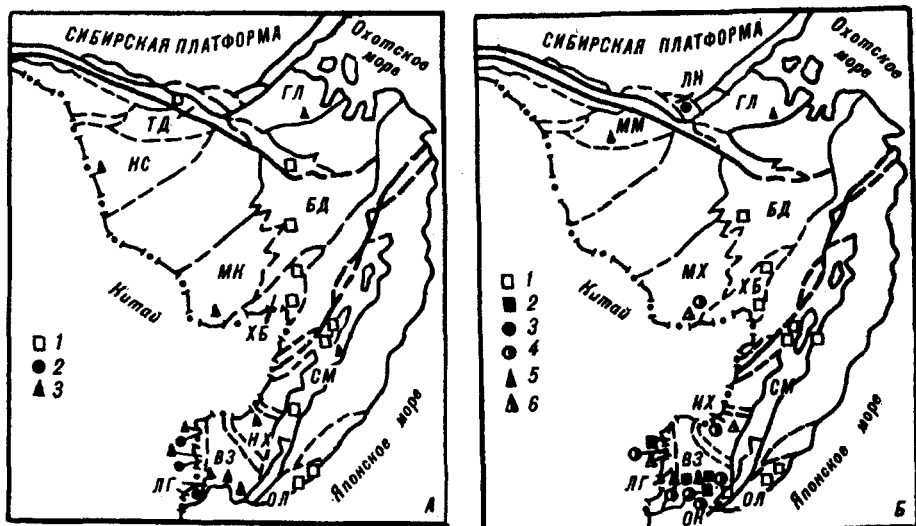 СИБИРСКАЯ ПЛАТФОРМА
Охотское
море
ГЛ
ТД
НС
БД
МН
Китай
ХБ
1
2
3
СМ
НХ
ВЗ
ЛГ
ОЛ
Японское море
А
СИБИРСКАЯ ПЛАТФОРМА
Охотское
море
ЛН
ГЛ
ММ
БД
МХ
ХБ
Китай
1
2
3
4
5
6
СМ
НХ
ВЗ
ЛГ
ОН
ОЛ
Японское море
Б